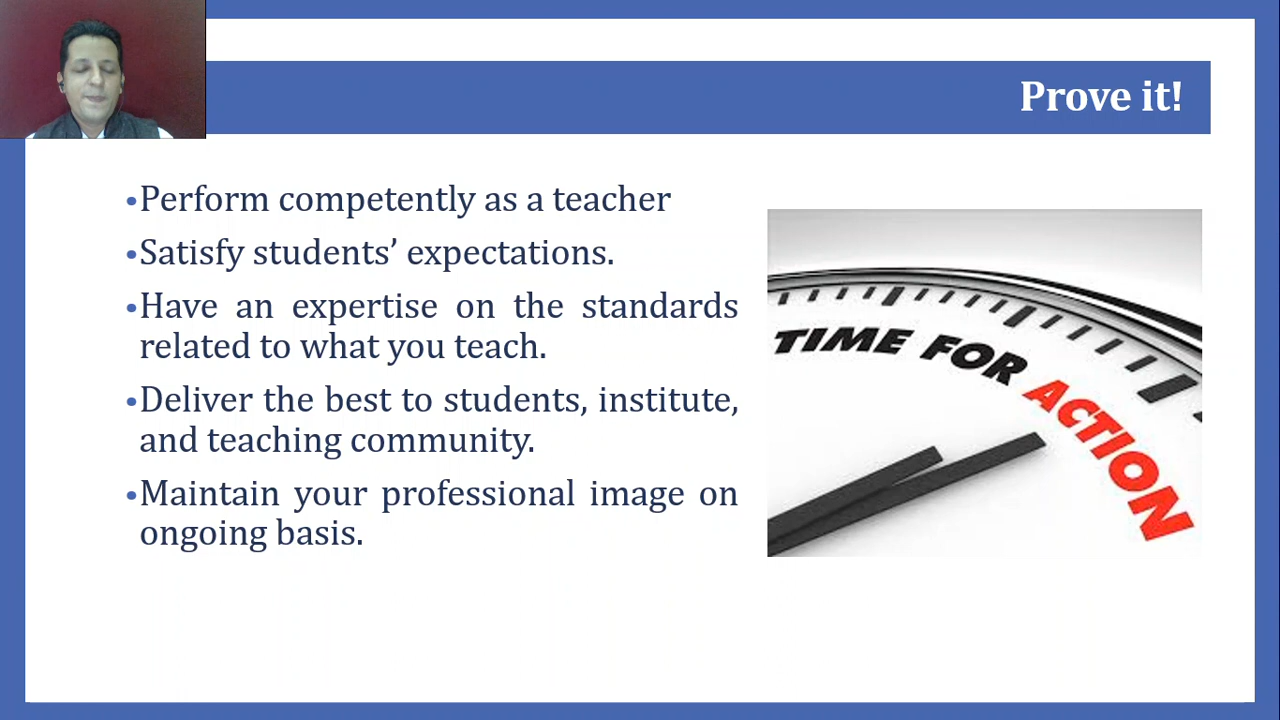 Prove it!
•Perform competently as a teacher
•Satisfy students’ expectations.
•Have an expertise on the standards
related to what you teach.
•Deliver the best to students, institute,
and teaching community.
•Maintain your professional image on
ongoing basis.
TIME FOR ACTION